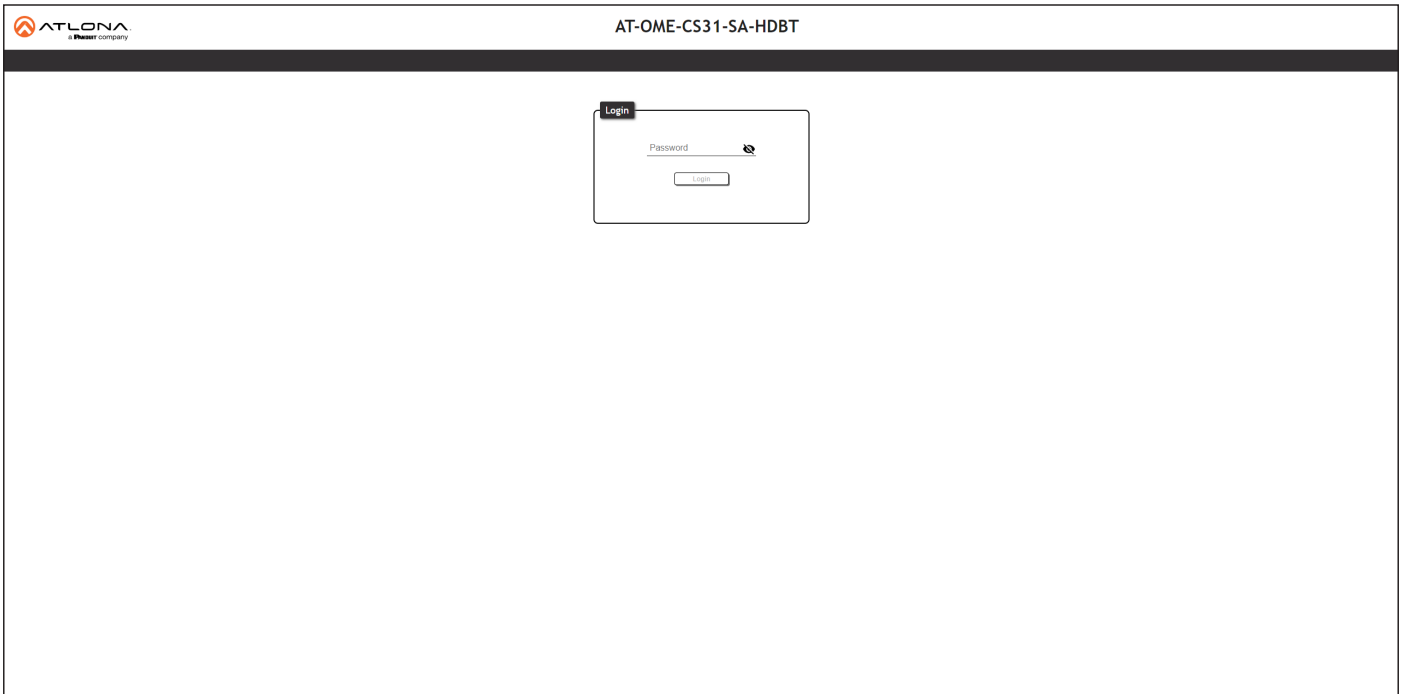 ATLONA.
a PANDUIT company
AT-OME-CS31-SA-HDBT
Login
Password
Login